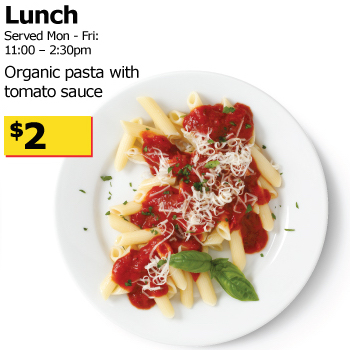 Lunch
Served Mon - Fri:
11:00 – 2:30pm
Organic pasta with
tomato sauce
$2